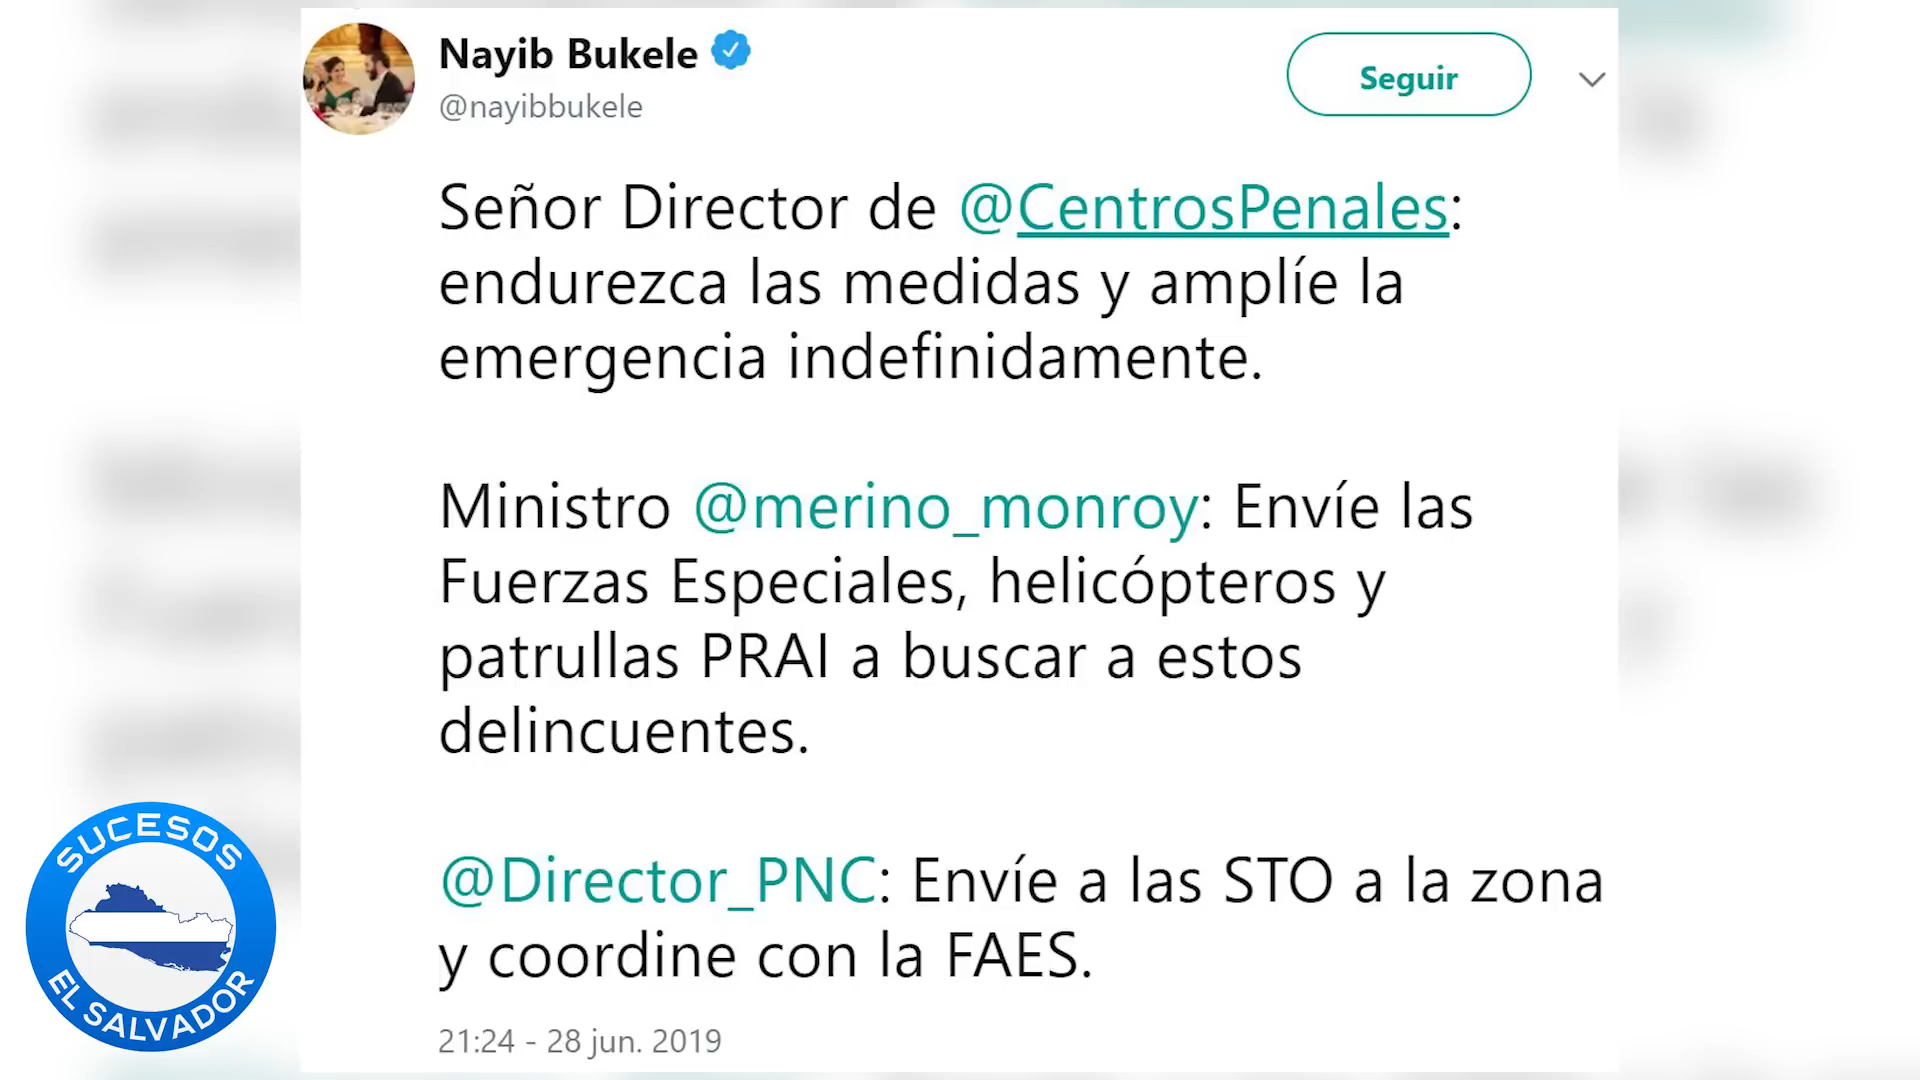 Nayib Bukele
@nayibbukele
Seguir
Señor Director de @CentrosPenales:
endurezca las medidas y amplíe la
emergencia indefinidamente.
Ministro @merino_monroy: Envíe las
Fuerzas Especiales, helicópteros y
patrullas PRAI a buscar a estos
delincuentes.
@Director_PNC: Envíe a las STO a la zona
y coordine con la FAES.
21:24 - 28 jun. 2019
SUCESOS
EL SALVADOR